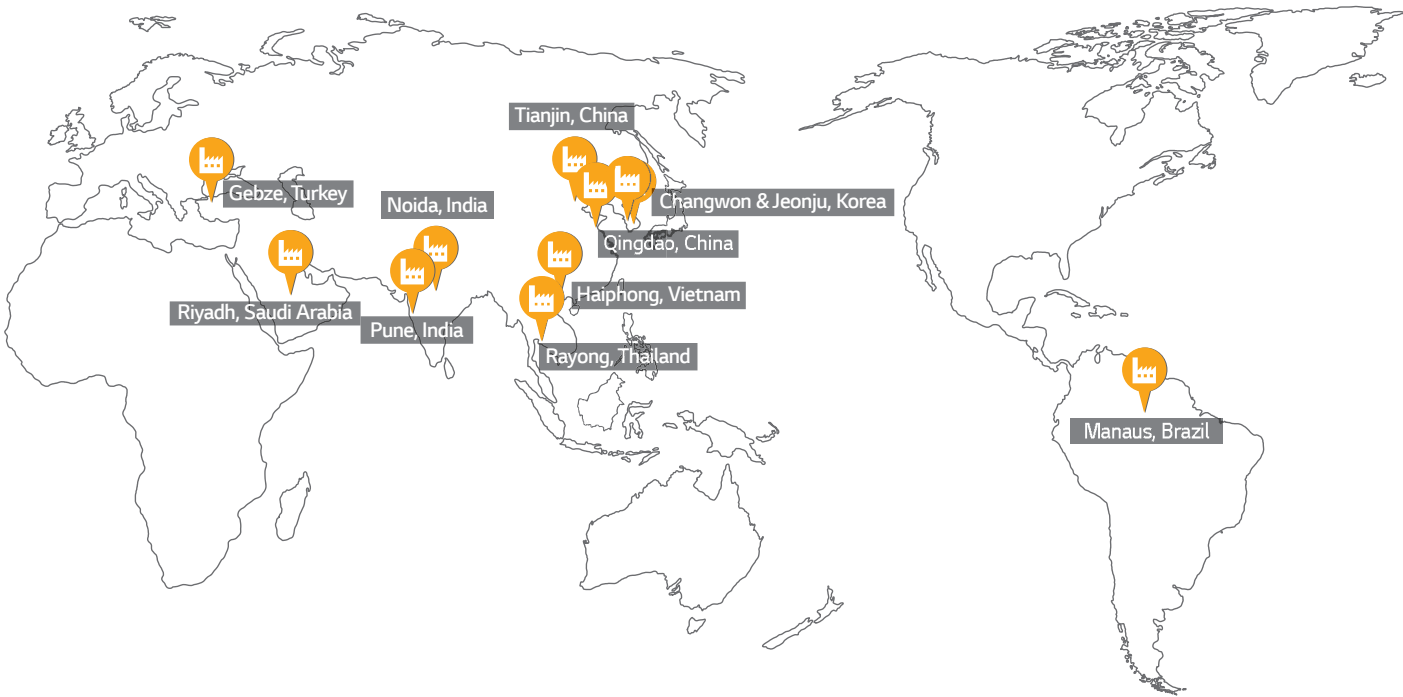 Tianjin, China
Gebze, Turkey
Noida, India
Changwon & Jeonju, Korea
Qingdao, China
Haiphong, Vietnam
Riyadh, Saudi Arabia
Pune, India
Rayong, Thailand
Manaus, Brazil